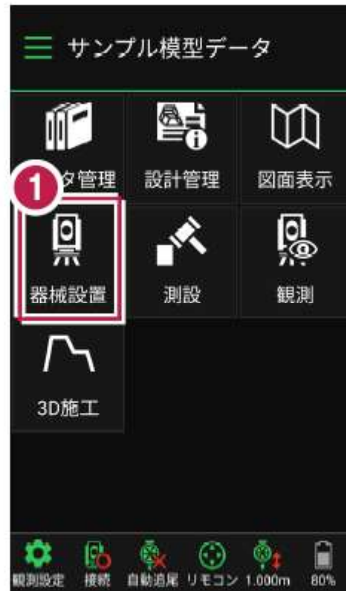 サンプル模型データ
タ管理
設計管理
図面表示
1
器械設置
測設
観測
3D施工
観測設定
接続
自動追尾
リモコン
1.000m
80%